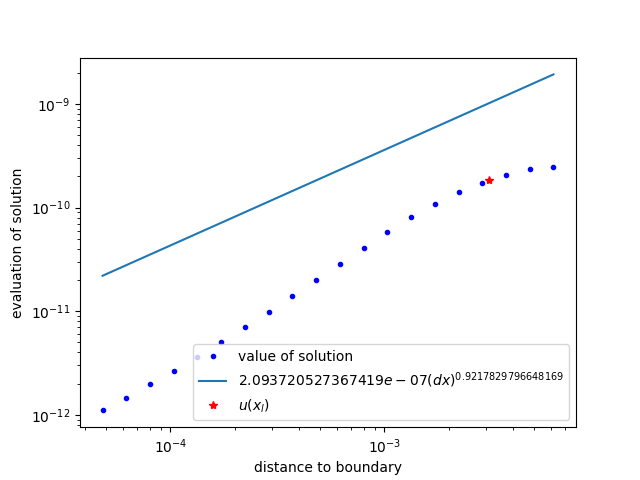 10⁻⁹
10⁻¹⁰
10⁻¹¹
10⁻¹²
evaluation of solution
value of solution
2.093720527367419e − 07(dx)^0.9217829796648169
u(x_l)
10⁻⁴
10⁻³
distance to boundary